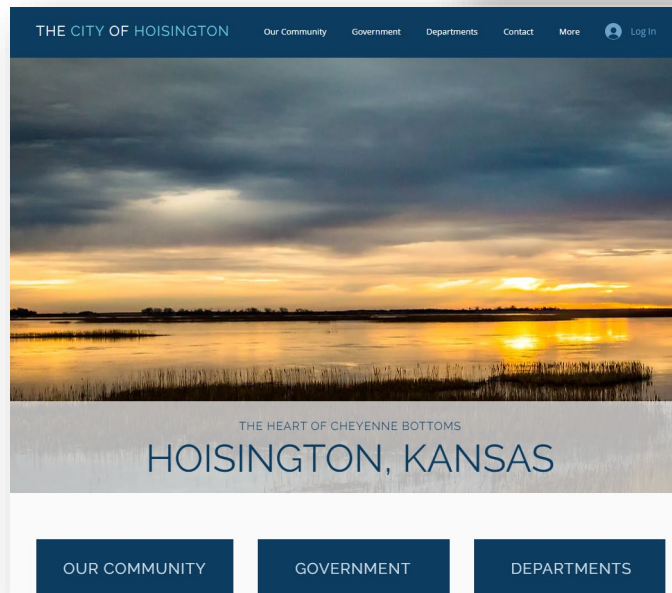 THE CITY OF HOISINGTON
Our Community Government Departments Contact More Log In
THE HEART OF CHEYENNE BOTTOMS
HOISINGTON, KANSAS
OUR COMMUNITY GOVERNMENT DEPARTMENTS